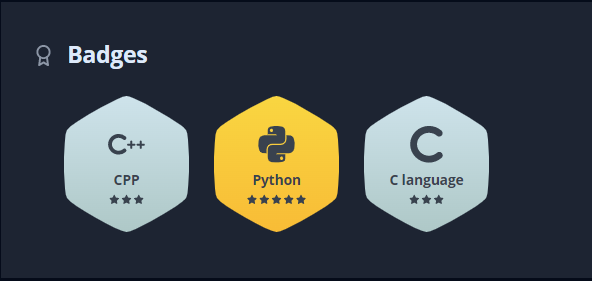 Badges
C++
CPP
Python
C
C language